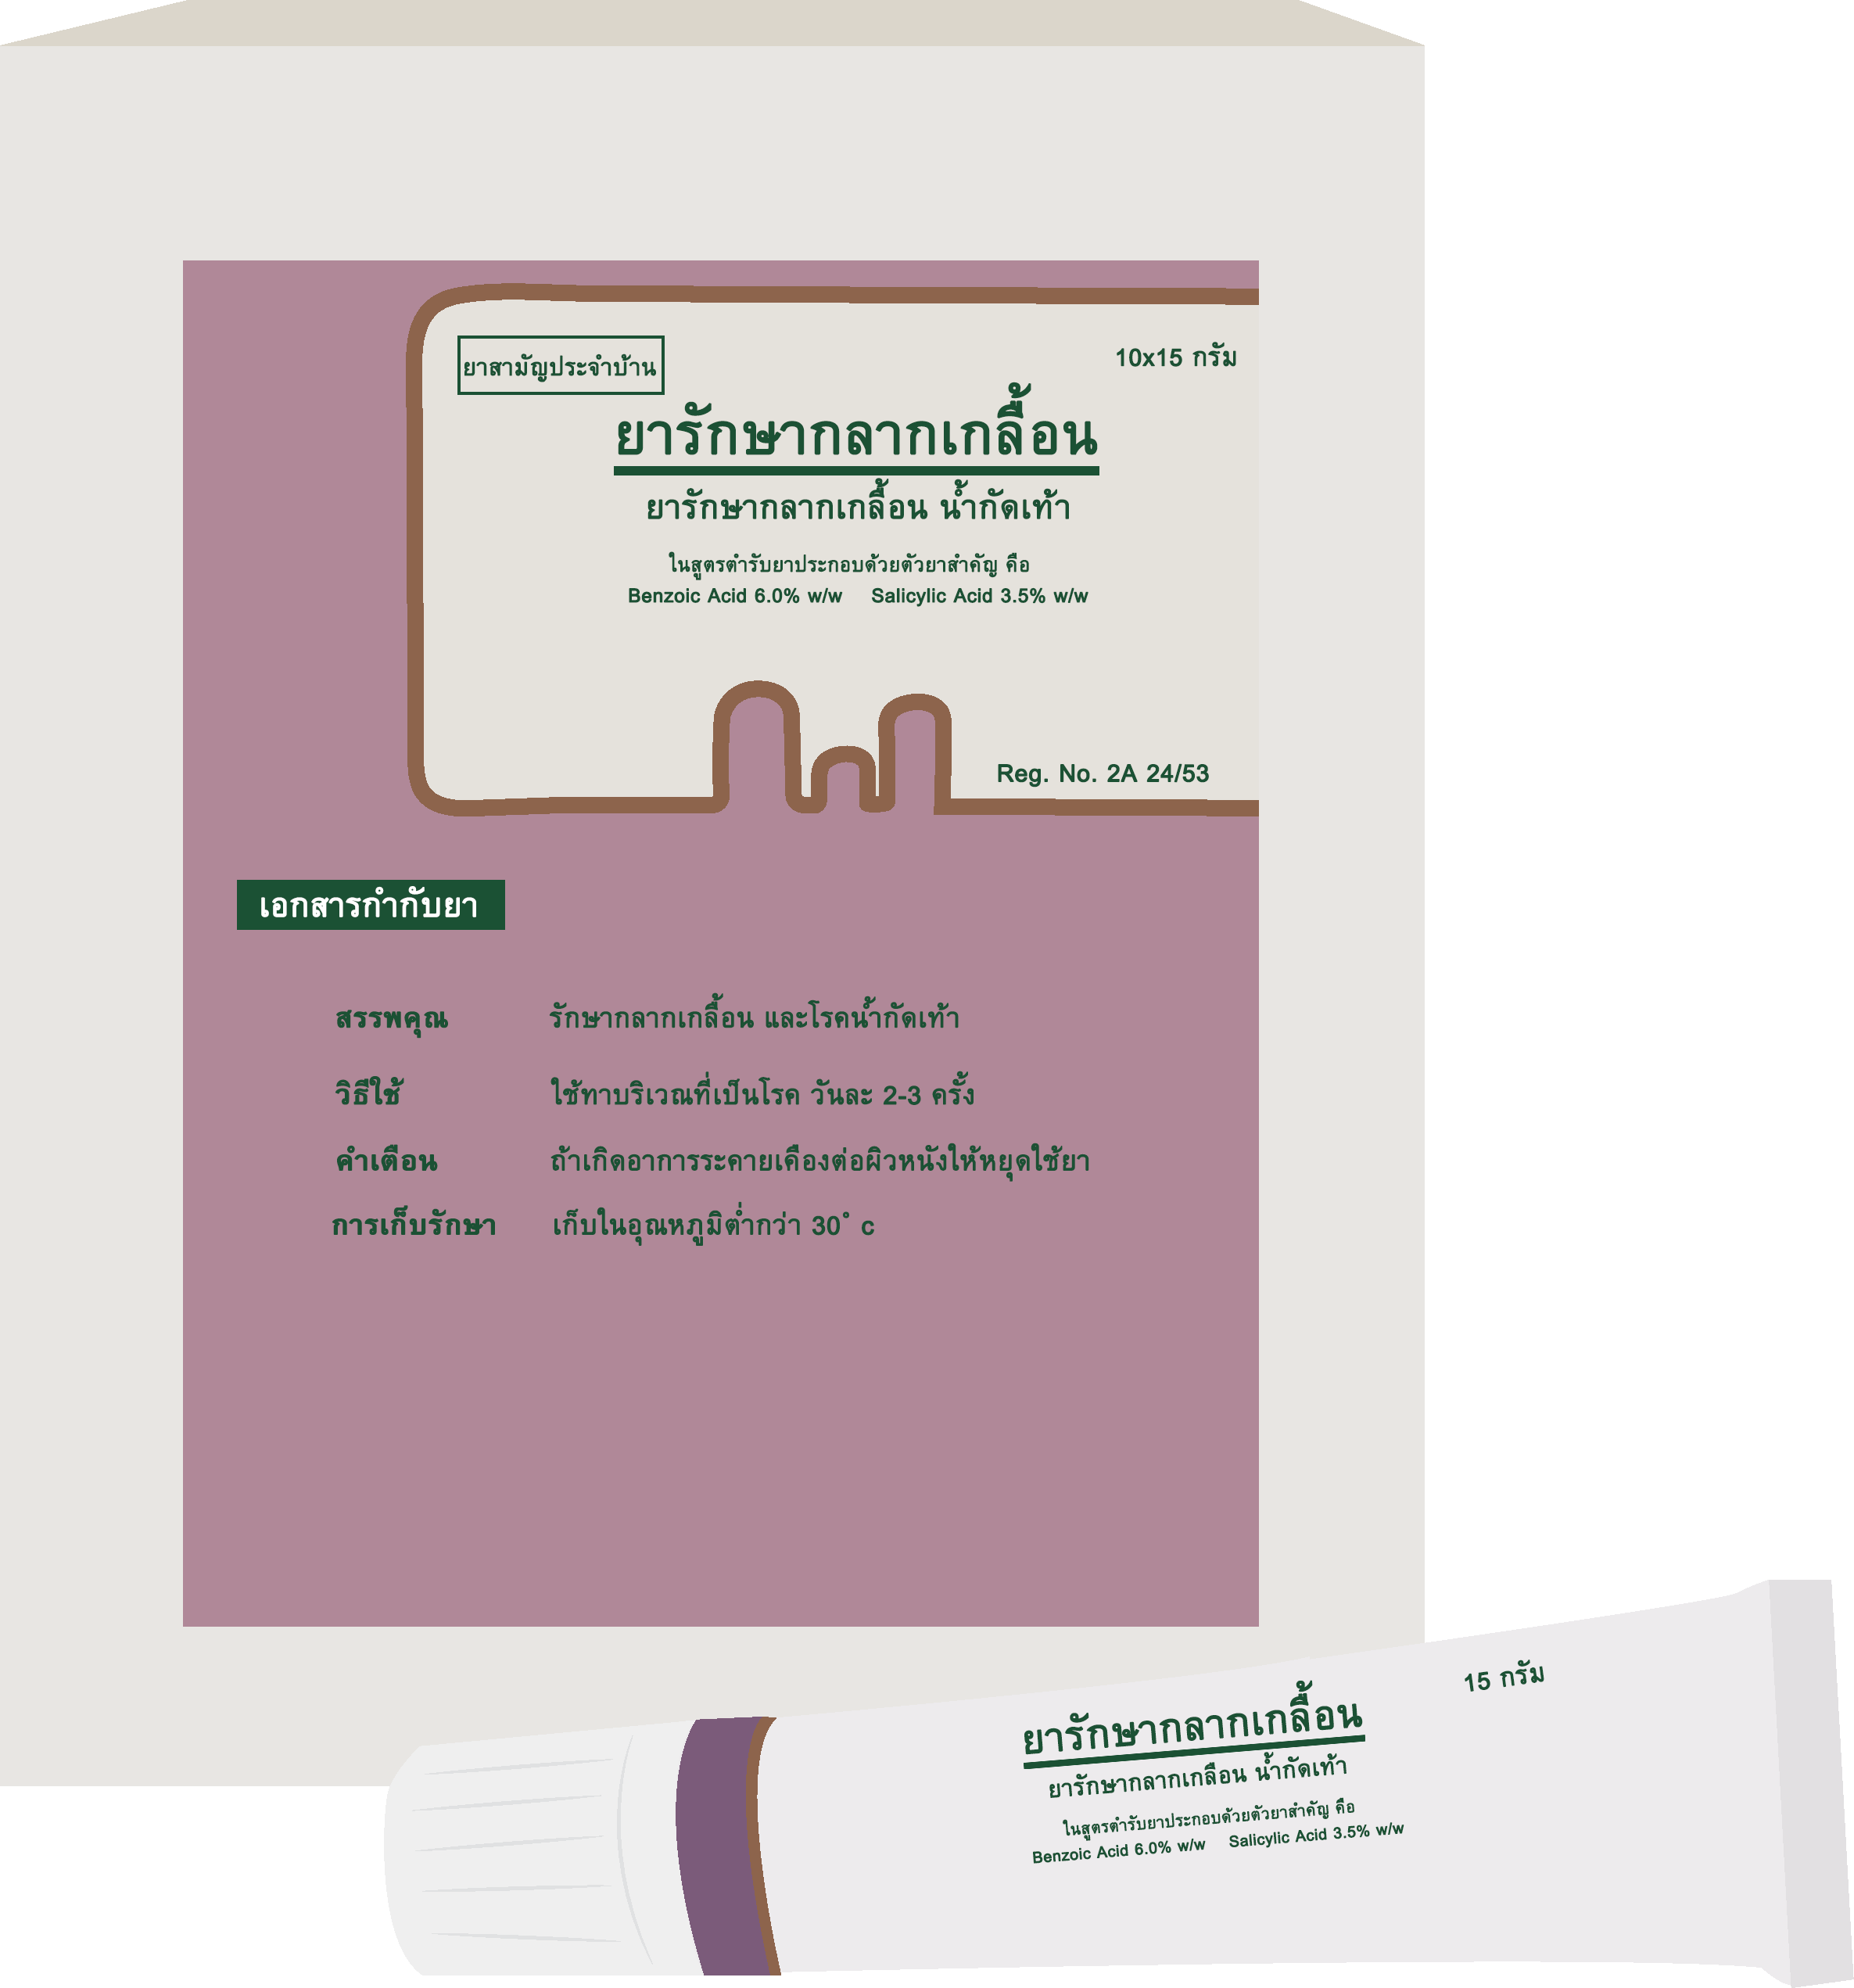 ยาสามัญประจำบ้าน
10x15 กรัม
ยารักษากลากเกลื้อน
ยารักษากลากเกลื้อน น้ำกัดเท้า
ในสูตรตำรับยาประกอบด้วยตัวยาสำคัญ คือ
Benzoic Acid 6.0% w/w Salicylic Acid 3.5% w/w
Reg. No. 2A 24/53
เอกสารกำกับยา
สรรพคุณ รักษากลากเกลื้อน และโรคน้ำกัดเท้า
วิธีใช้ ใช้ทาบริเวณที่เป็นโรค วันละ 2-3 ครั้ง
คำเตือน ถ้าเกิดอาการระคายเคืองต่อผิวหนังให้หยุดใช้ยา
การเก็บรักษา เก็บในอุณหภูมิต่ำกว่า 30° c
15 กรัม
ยารักษากลากเกลื้อน
ยารักษากลากเกลือน น้ำกัดเท้า
ในสูตรตำรับยาประกอบด้วยตัวยาสำคัญ คือ
Benzoic Acid 6.0% w/w Salicylic Acid 3.5% w/w